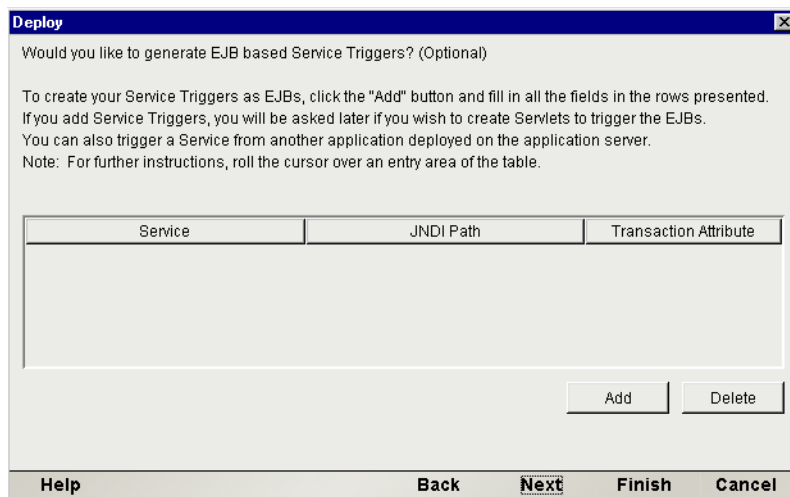 Deploy
Would you like to generate EJB based Service Triggers? (Optional)
To create your Service Triggers as EJBs, click the "Add" button and fill in all the fields in the rows presented.
If you add Service Triggers, you will be asked later if you wish to create Servlets to trigger the EJBs.
You can also trigger a Service from another application deployed on the application server.
Note: For further instructions, roll the cursor over an entry area of the table.
Service JNDI Path Transaction Attribute
Add Delete
Help Back Next Finish Cancel